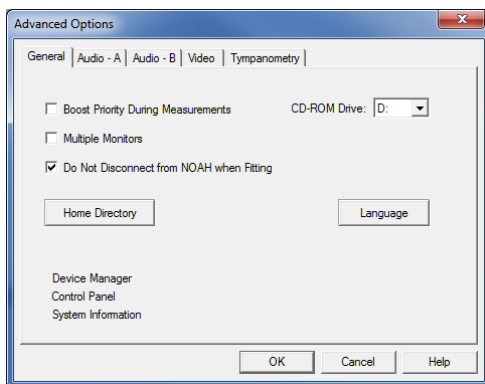 Advanced Options
General Audio - A Audio - B Video Tympanometry
Boost Priority During Measurements CD-ROM Drive: D:
Multiple Monitors
Do Not Disconnect from NOAH when Fitting
Home Directory Language
Device Manager
Control Panel
System Information
OK Cancel Help